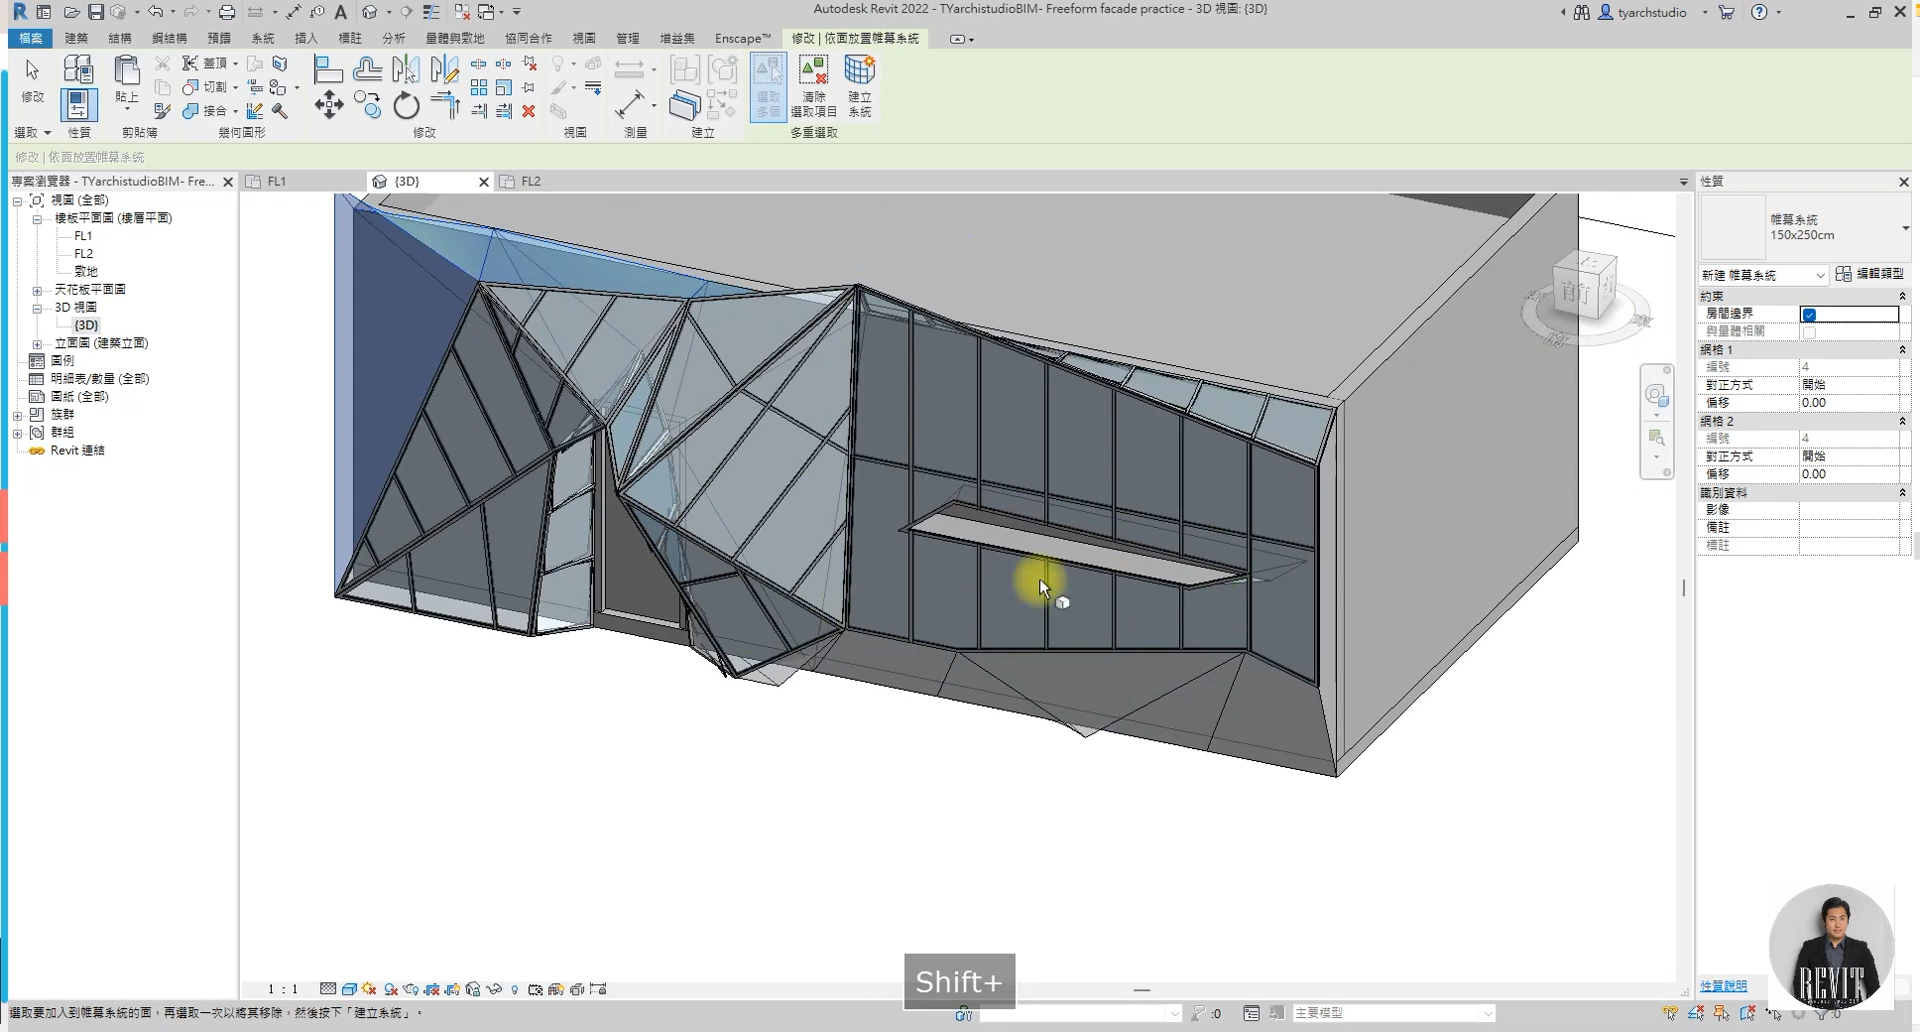 Autodesk Revit 2022 - TYarchistudioBIM- Freeform facade practice - 3D 視圖: {3D}
tyarchstudio
檔案 建築 結構 鋼結構 預鑄 系統 插入 標註 分析 量體與敷地 協同合作 視圖 管理 增益集 Enscape™ 修改 | 依面放置帷幕系統
修改 貼上 蓋頂 切割 接合 選取多個 清除選取項目 建立系統
選取 性質 剪貼簿 幾何圖形 修改 視圖 測量 建立 多重選取
修改 | 依面放置帷幕系統
專案瀏覽器 - TYarchistudioBIM- Fre...
FL1 {3D} FL2
性質
視圖 (全部)
樓板平面圖 (樓層平面)
FL1
FL2
敷地
天花板平面圖
3D 視圖
{3D}
立面圖 (建築立面)
圖例
明細表/數量 (全部)
圖紙 (全部)
族群
群組
Revit 連結
上
前
帷幕系統
150x250cm
新建 帷幕系統 編輯類型
約束
房間邊界
與量體相關
網格 1
編號 4
對正方式 開始
偏移 0.00
網格 2
編號 4
對正方式 開始
偏移 0.00
識別資料
影像
備註
標註
性質說明
REVIT
Shift+
1 : 1
選取要加入到帷幕系統的面，再選取一次以將其移除，然後按下「建立系統」。
:0
主要模型
:0